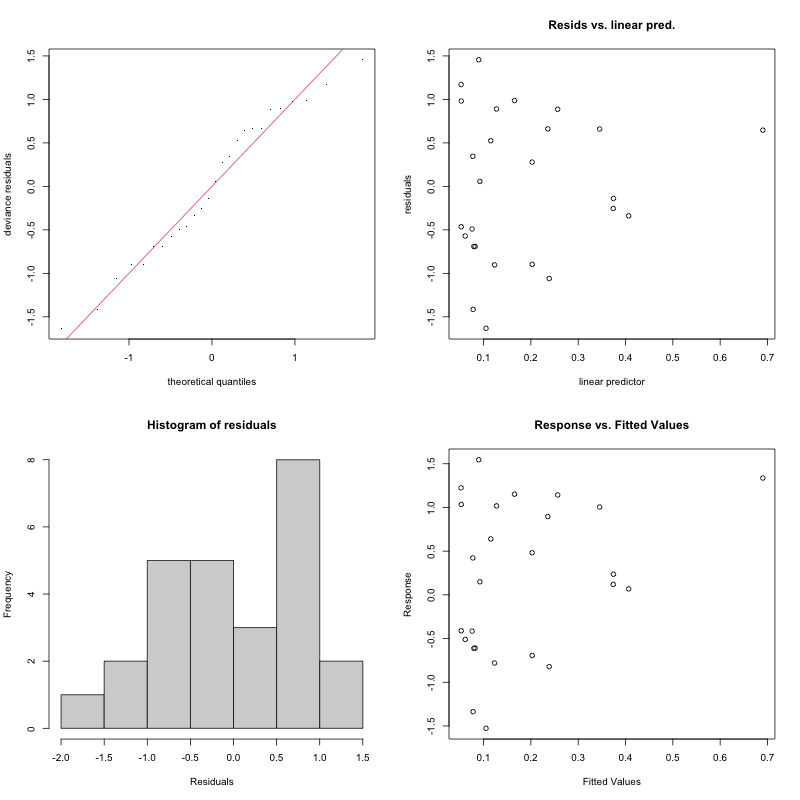 deviance residuals
1.5
1.0
0.5
0.0
-0.5
-1.0
-1.5
-1 0 1
theoretical quantiles
Resids vs. linear pred.
residuals
1.5
1.0
0.5
0.0
-0.5
-1.0
-1.5
0.1 0.2 0.3 0.4 0.5 0.6 0.7
linear predictor
Histogram of residuals
Frequency
8
6
4
2
0
-2.0 -1.5 -1.0 -0.5 0.0 0.5 1.0 1.5
Residuals
Response vs. Fitted Values
Response
1.5
1.0
0.5
0.0
-0.5
-1.0
-1.5
0.1 0.2 0.3 0.4 0.5 0.6 0.7
Fitted Values